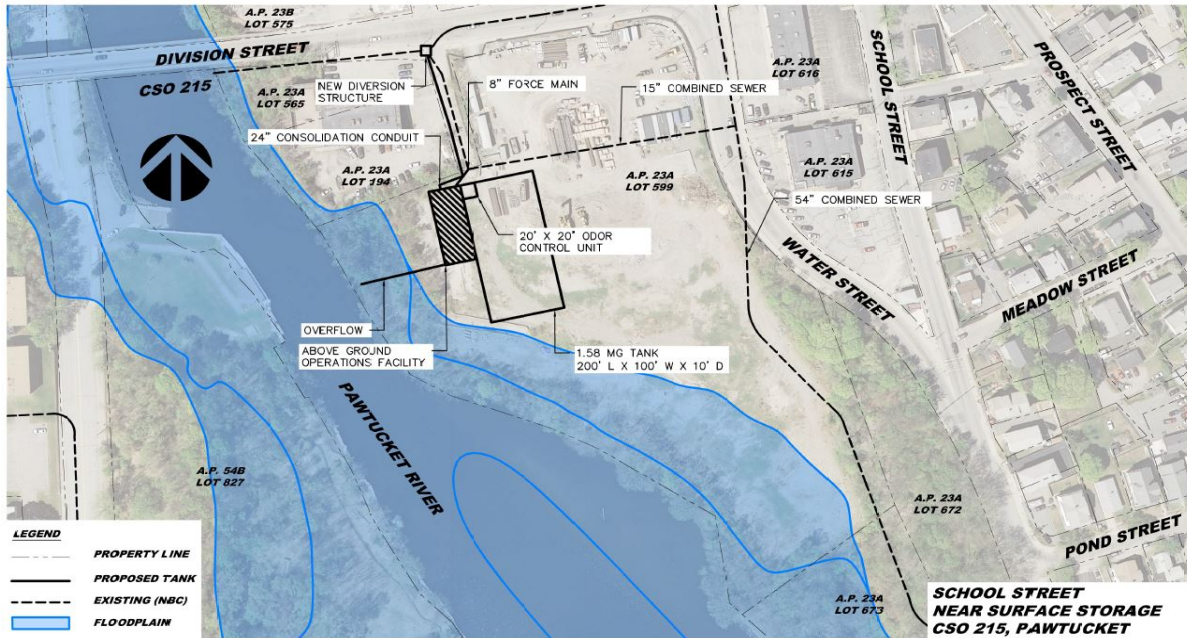 A.P. 23B
LOT 575
DIVISION STREET
CSO 215
A.P. 23A
LOT 565
NEW DIVERSION
STRUCTURE
8" FORCE MAIN
15" COMBINED SEWER
A.P. 23A
LOT 616
SCHOOL STREET
PROSPECT STREET
24" CONSOLIDATION CONDUIT
A.P. 23A
LOT 194
A.P. 23A
LOT 599
A.P. 23A
LOT 615
54" COMBINED SEWER
20' X 20' ODOR
CONTROL UNIT
WATER STREET
MEADOW STREET
OVERFLOW
ABOVE GROUND
OPERATIONS FACILITY
1.58 MG TANK
200' L X 100' W X 10' D
PAWTUCKET RIVER
A.P. 54B
LOT 827
A.P. 23A
LOT 672
POND STREET
A.P. 23A
LOT 673
LEGEND
PROPERTY LINE
PROPOSED TANK
EXISTING (NBC)
FLOODPLAIN
SCHOOL STREET
NEAR SURFACE STORAGE
CSO 215, PAWTUCKET